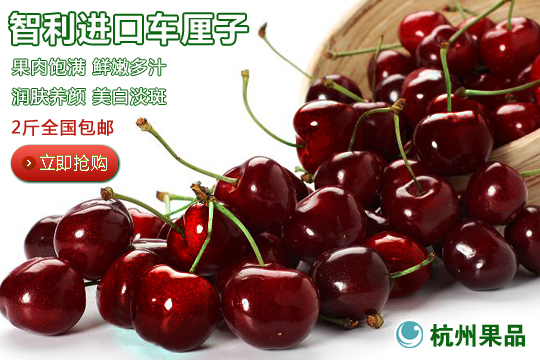 智利进口车厘子
果肉饱满 鲜嫩多汁
润肤养颜 美白淡斑
2斤全国包邮
立即抢购
杭州果品